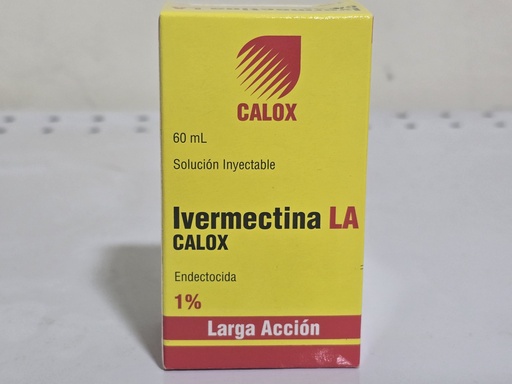 CALOX
60 mL
Solución Inyectable
Ivermectina LA
CALOX
Endectocida
1%
Larga Acción